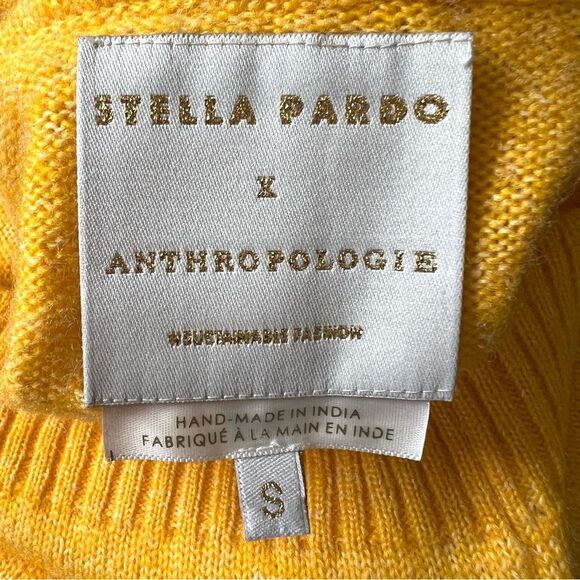 STELLA PARDO
X
ANTHROPOLOGIE
#SUSTAINABLE FASHION
HAND-MADE IN INDIA
FABRIQUÉ À LA MAIN EN INDE
S